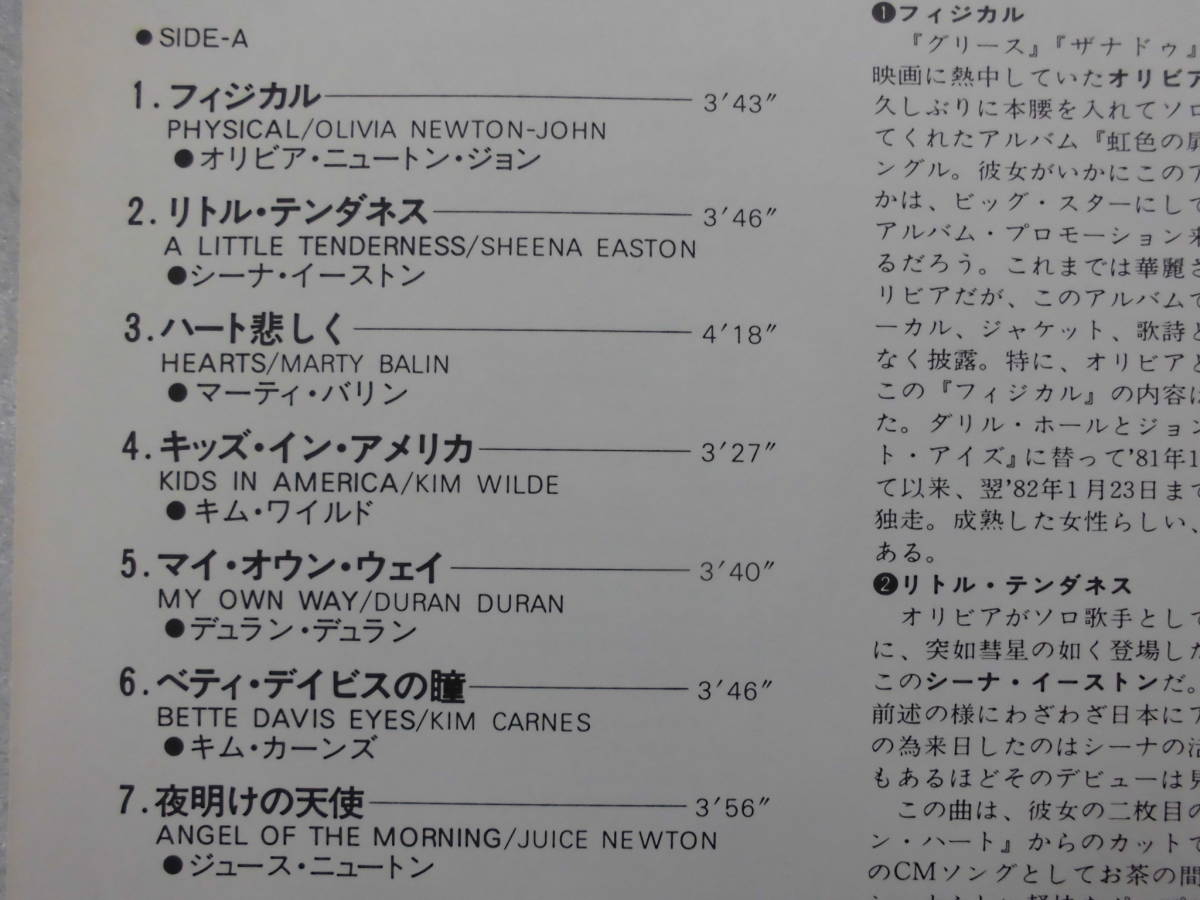 ● SIDE-A
1.フィジカル 3′43″
PHYSICAL/OLIVIA NEWTON-JOHN
●オリビア・ニュートン・ジョン
2.リトル・テンダネス 3′46″
A LITTLE TENDERNESS/SHEENA EASTON
●シーナ・イーストン
3.ハート悲しく 4′18″
HEARTS/MARTY BALIN
●マーティ・バリン
4.キッズ・イン・アメリカ 3′27″
KIDS IN AMERICA/KIM WILDE
●キム・ワイルド
5.マイ・オウン・ウェイ 3′40″
MY OWN WAY/DURAN DURAN
●デュラン・デュラン
6.ベティ・デイビスの瞳 3′46″
BETTE DAVIS EYES/KIM CARNES
●キム・カーンズ
7.夜明けの天使 3′56″
ANGEL OF THE MORNING/JUICE NEWTON
●ジュース・ニュートン
❶フィジカル
『グリース』『ザナドゥ』
映画に熱中していたオリビア
久しぶりに本腰を入れてソロ
てくれたアルバム『虹色の扉
ングル。彼女がいかにこのア
かは、ビッグ・スターにして
アルバム・プロモーション来
るだろう。これまでは華麗さ
リビアだが、このアルバムで
ーカル、ジャケット、歌詩と
なく披露。特に、オリビアと
この『フィジカル』の内容は
た。ダリル・ホールとジョン
ト・アイズ』に替って'81年1
て以来、翌'82年1月23日まで
独走。成熟した女性らしい、
ある。
❷リトル・テンダネス
オリビアがソロ歌手として
に、突如彗星の如く登場した
このシーナ・イーストンだ。
前述の様にわざわざ日本にア
の為来日したのはシーナの活
もあるほどそのデビューは見
この曲は、彼女の二枚目の
ン・ハート』からのカットで
のCMソングとしてお茶の間